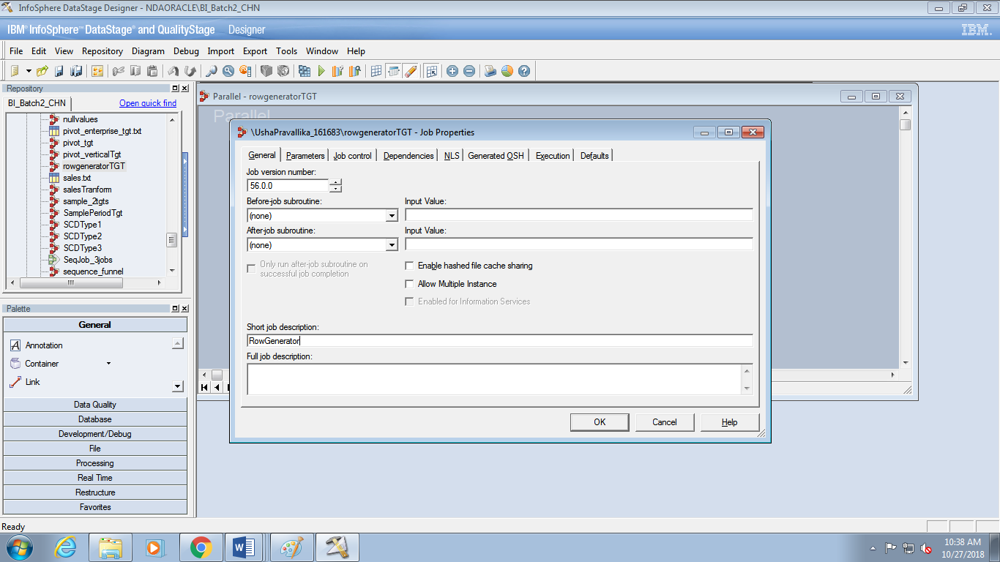 InfoSphere DataStage Designer - NDAORACLE\BI_Batch2_CHN
IBM® InfoSphere™ DataStage® and QualityStage Designer
IBM.
File Edit View Repository Diagram Debug Import Export Tools Window Help
Repository
BI_Batch2_CHN Open quick find
nullvalues
pivot_enterprise_tgt.txt
pivot_tgt
pivot_verticalTgt
rowgeneratorTGT
sales.txt
salesTranform
sample_2tgts
SamplePeriodTgt
SCDType1
SCDType2
SCDType3
SeqJob_3jobs
sequence_funnel
Palette
General
Annotation
Container
Link
Data Quality
Database
Development/Debug
File
Processing
Real Time
Restructure
Favorites
Parallel - rowgeneratorTGT
Parallel
\UshaPravallika_161683\rowgeneratorTGT - Job Properties
General Parameters Job control Dependencies NLS Generated OSH Execution Defaults
Job version number:
56.0.0
Before-job subroutine: Input Value:
(none)
After-job subroutine: Input Value:
(none)
Only run after-job subroutine on
successful job completion
Enable hashed file cache sharing
Allow Multiple Instance
Enabled for Information Services
Short job description:
RowGenerator
Full job description:
OK Cancel Help
Ready
10:38 AM
10/27/2018